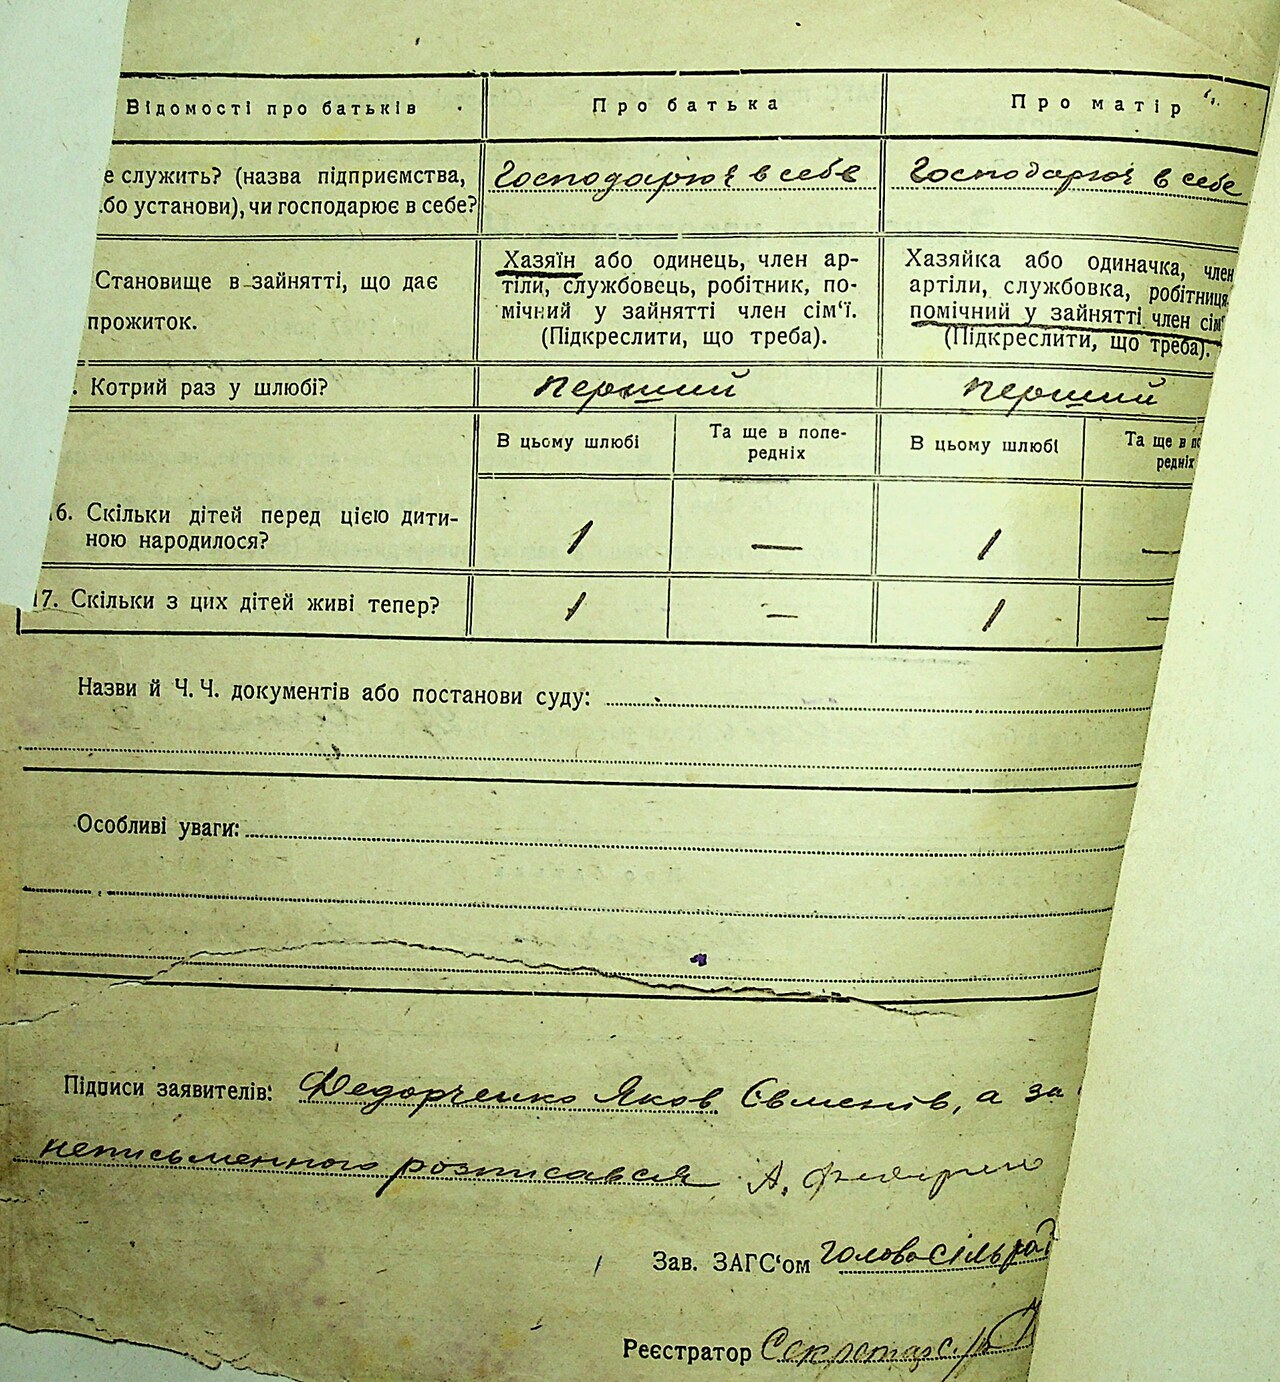 Відомості про батьків
Про батька
Про матір
е служить? (назва підприємства,
бо установи), чи господарює в себе?
Господарює в себе
Господарює в себе
Становище в зайнятті, що дає
прожиток.
Хазяїн або одинець, член ар-
тіли, службовець, робітник, по-
мічний у зайнятті член сім'ї.
(Підкреслити, що треба).
Хазяйка або одиначка, член
артіли, службовка, робітниця,
помічний у зайнятті член сім'
(Підкреслити, що треба).
. Котрий раз у шлюбі?
перший
перший
В цьому шлюбі
Та ще в попе-
редніх
В цьому шлюбі
Та ще в по
редніх
16. Скільки дітей перед цією дити-
ною народилося?
1
—
1
—
17. Скільки з цих дітей живі тепер?
1
—
1
—
Назви й Ч. Ч. документів або постанови суду:
Особливі уваги:
Підписи заявителів: Федорченко Яков Євменів, а за
неписьменного розписався А.
Зав. ЗАГС'ом Голова сільрад
Реєстратор Секретар с/р